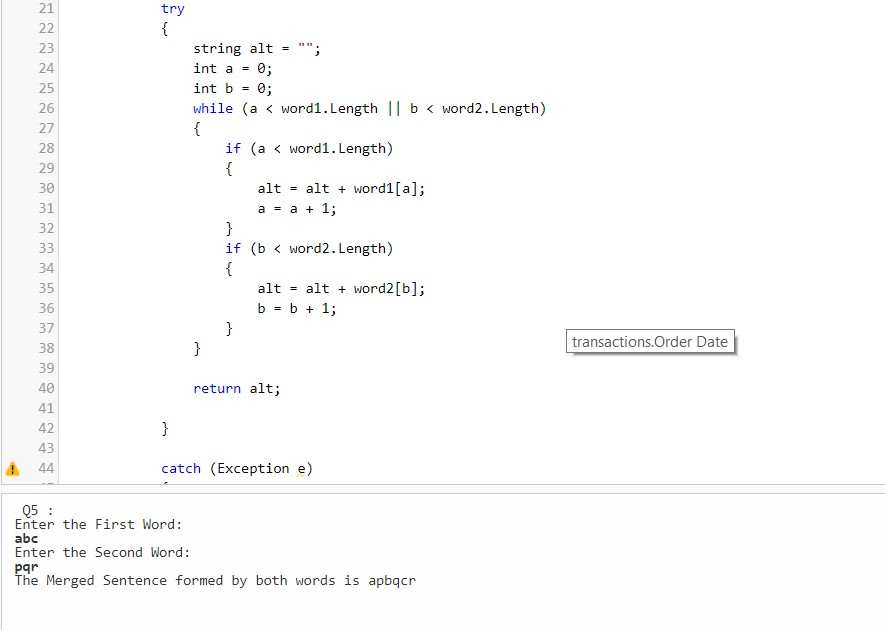 21 try
22 {
23 string alt = "";
24 int a = 0;
25 int b = 0;
26 while (a < word1.Length || b < word2.Length)
27 {
28 if (a < word1.Length)
29 {
30 alt = alt + word1[a];
31 a = a + 1;
32 }
33 if (b < word2.Length)
34 {
35 alt = alt + word2[b];
36 b = b + 1;
37 }
transactions.Order Date
38 }
39
40 return alt;
41
42 }
43
44 catch (Exception e)
Q5 :
Enter the First Word:
abc
Enter the Second Word:
pqr
The Merged Sentence formed by both words is apbqcr